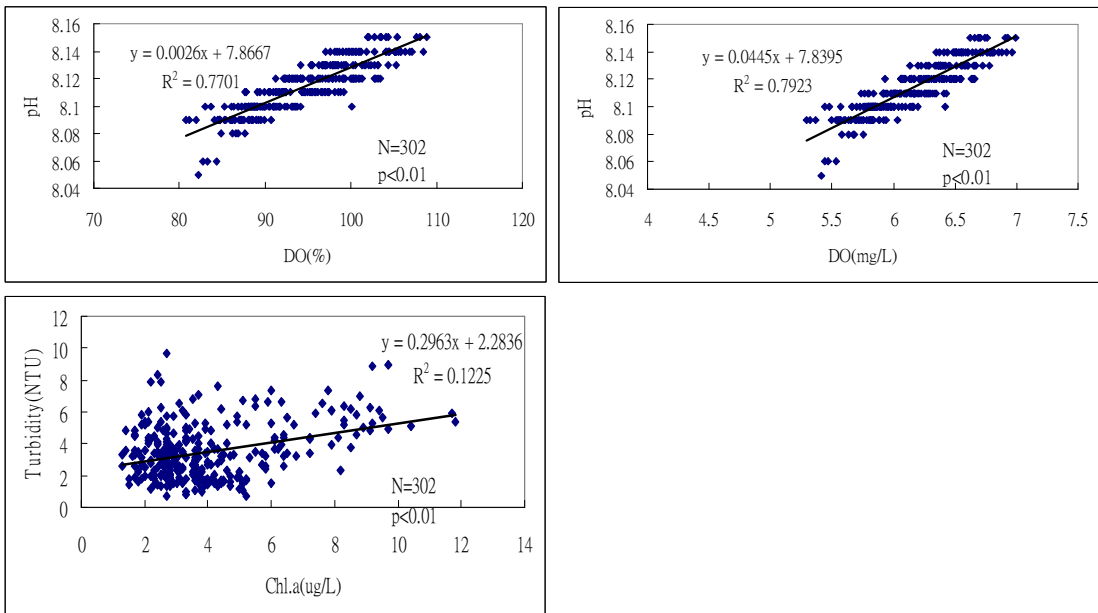 8.16
8.14
8.12
8.10
8.08
8.06
8.04
pH
y = 0.0026x + 7.8667
R² = 0.7701
N=302
p<0.01
70 80 90 100 110 120
DO(%)
8.16
8.14
8.12
8.1
8.08
8.06
8.04
pH
y = 0.0445x + 7.8395
R² = 0.7923
N=302
p<0.01
4 4.5 5 5.5 6 6.5 7 7.5
DO(mg/L)
12
10
8
6
4
2
0
Turbidity(NTU)
y = 0.2963x + 2.2836
R² = 0.1225
N=302
p<0.01
0 2 4 6 8 10 12 14
Chl.a(ug/L)